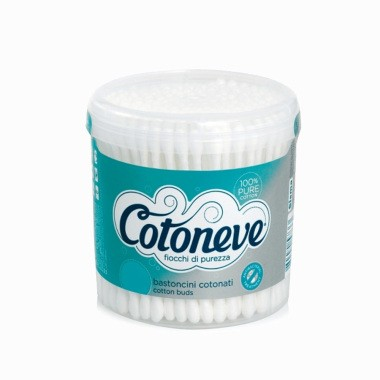 100%
PURE
COTTON
Cotoneve®
fiocchi di purezza
bastoncini cotonati
cotton buds